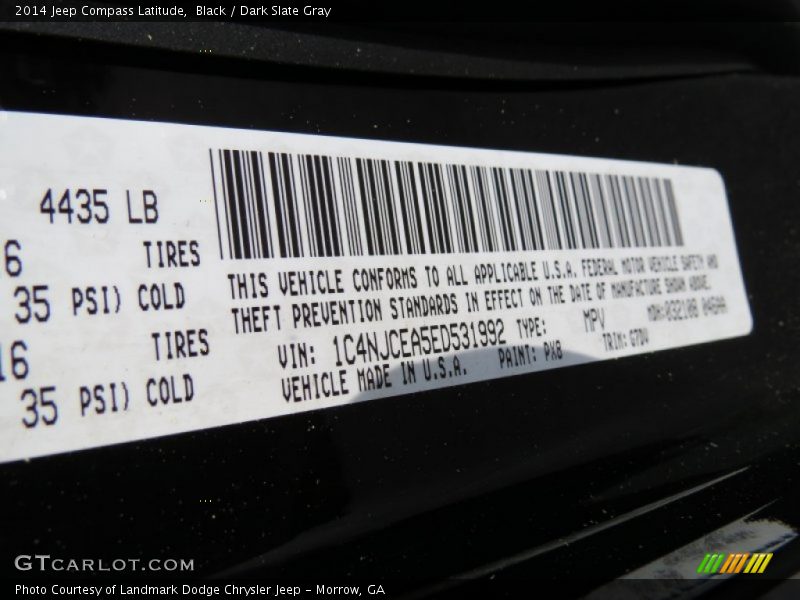 2014 Jeep Compass Latitude,  Black / Dark Slate Gray
4435 LB
6 TIRES
35 PSI) COLD
16 TIRES
35 PSI) COLD
THIS VEHICLE CONFORMS TO ALL APPLICABLE U.S.A. FEDERAL MOTOR VEHICLE SAFETY AND
THEFT PREVENTION STANDARDS IN EFFECT ON THE DATE OF MANUFACTURE SHOWN ABOVE.
VIN: 1C4NJCEA5ED531992 TYPE: MPV MDH:
VEHICLE MADE IN U.S.A. PAINT: PX8 TRIM:
GTCARLOT.COM
Photo Courtesy of Landmark Dodge Chrysler Jeep - Morrow, GA